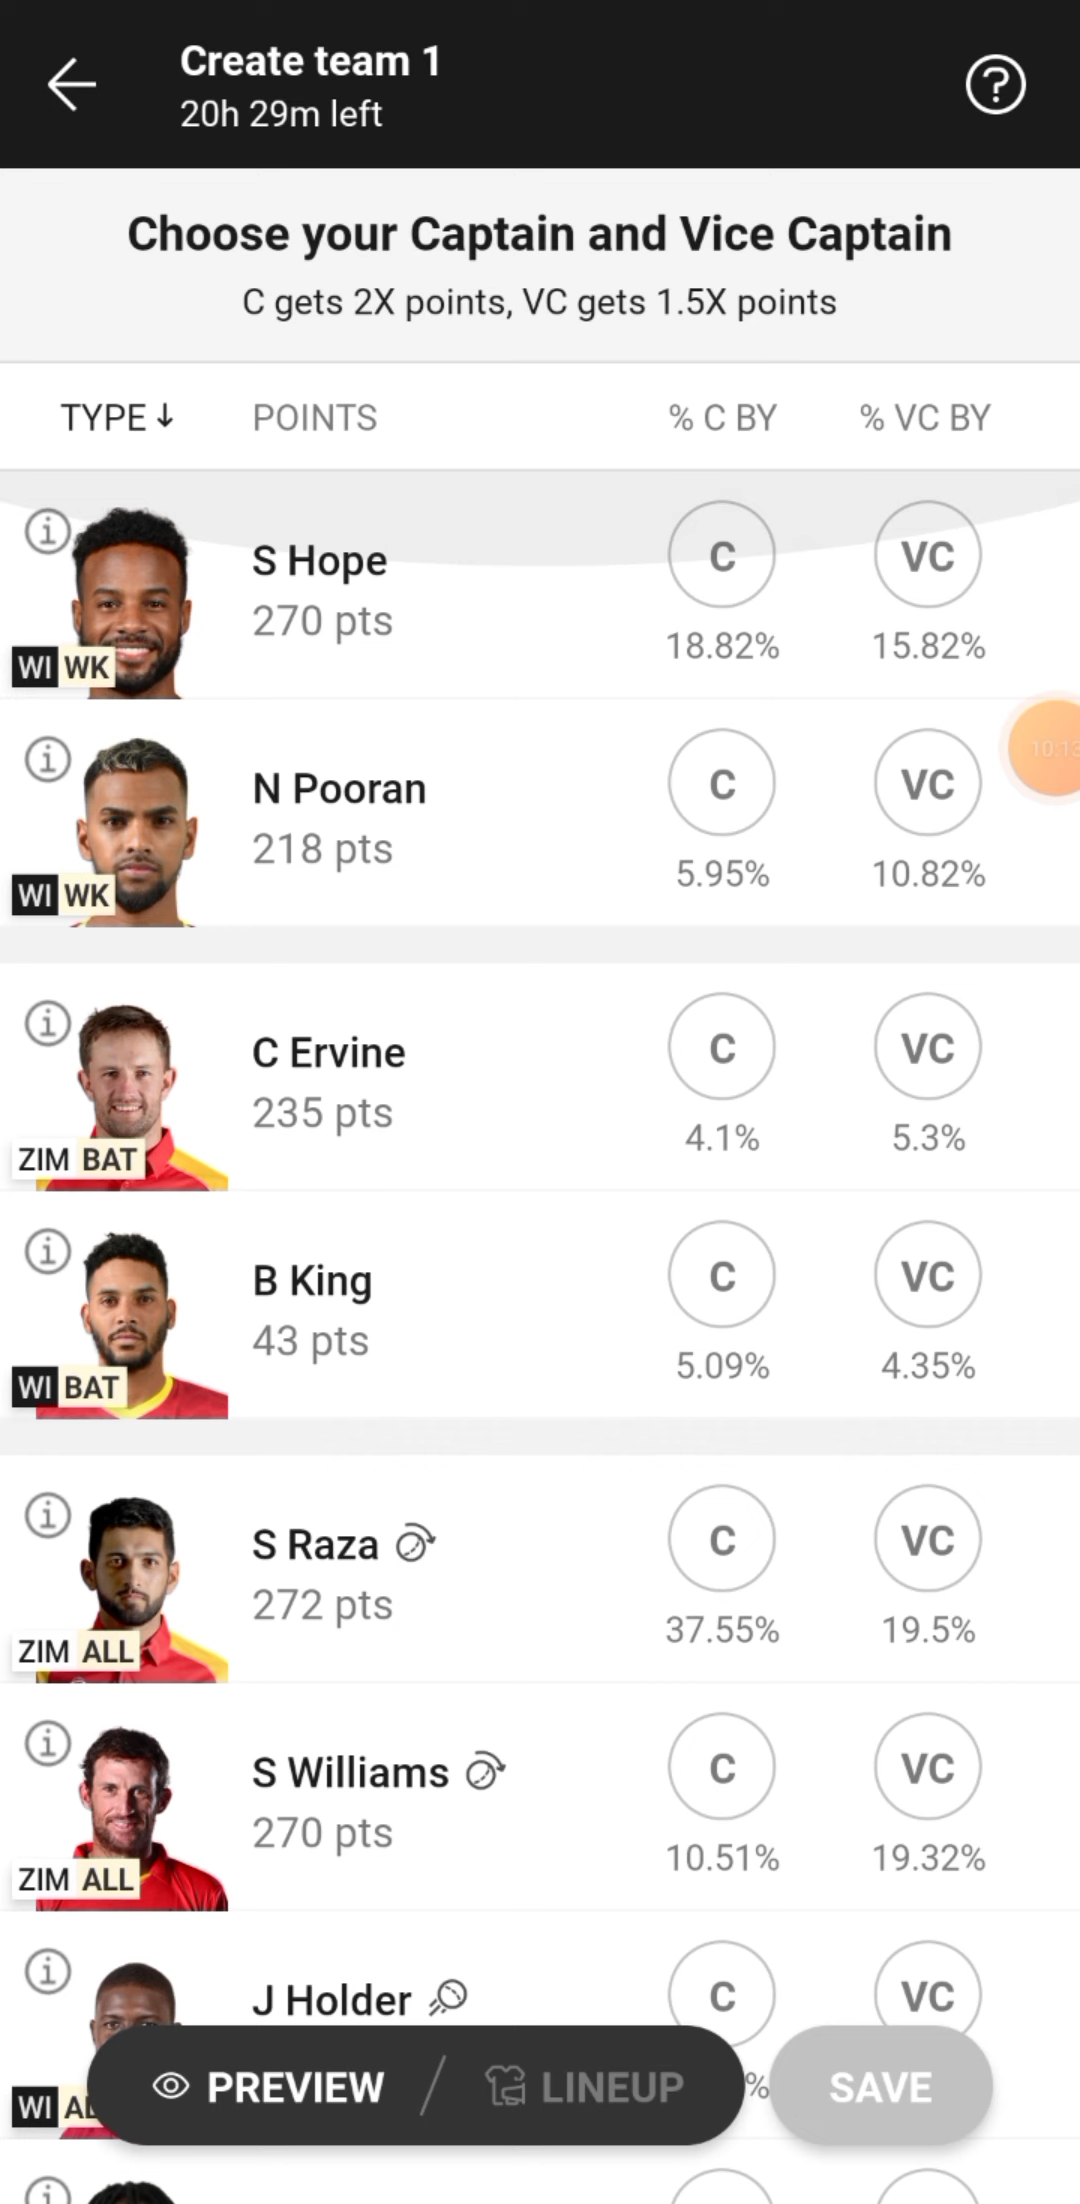 Create team 1
20h 29m left
Choose your Captain and Vice Captain
C gets 2X points, VC gets 1.5X points
TYPE↓ POINTS % C BY % VC BY
S Hope C VC
270 pts 18.82% 15.82%
WI WK
10:13
N Pooran C VC
218 pts 5.95% 10.82%
WI WK
C Ervine C VC
235 pts 4.1% 5.3%
ZIM BAT
B King C VC
43 pts 5.09% 4.35%
WI BAT
S Raza C VC
272 pts 37.55% 19.5%
ZIM ALL
S Williams C VC
270 pts 10.51% 19.32%
ZIM ALL
J Holder C VC
WI
%
PREVIEW / LINEUP SAVE